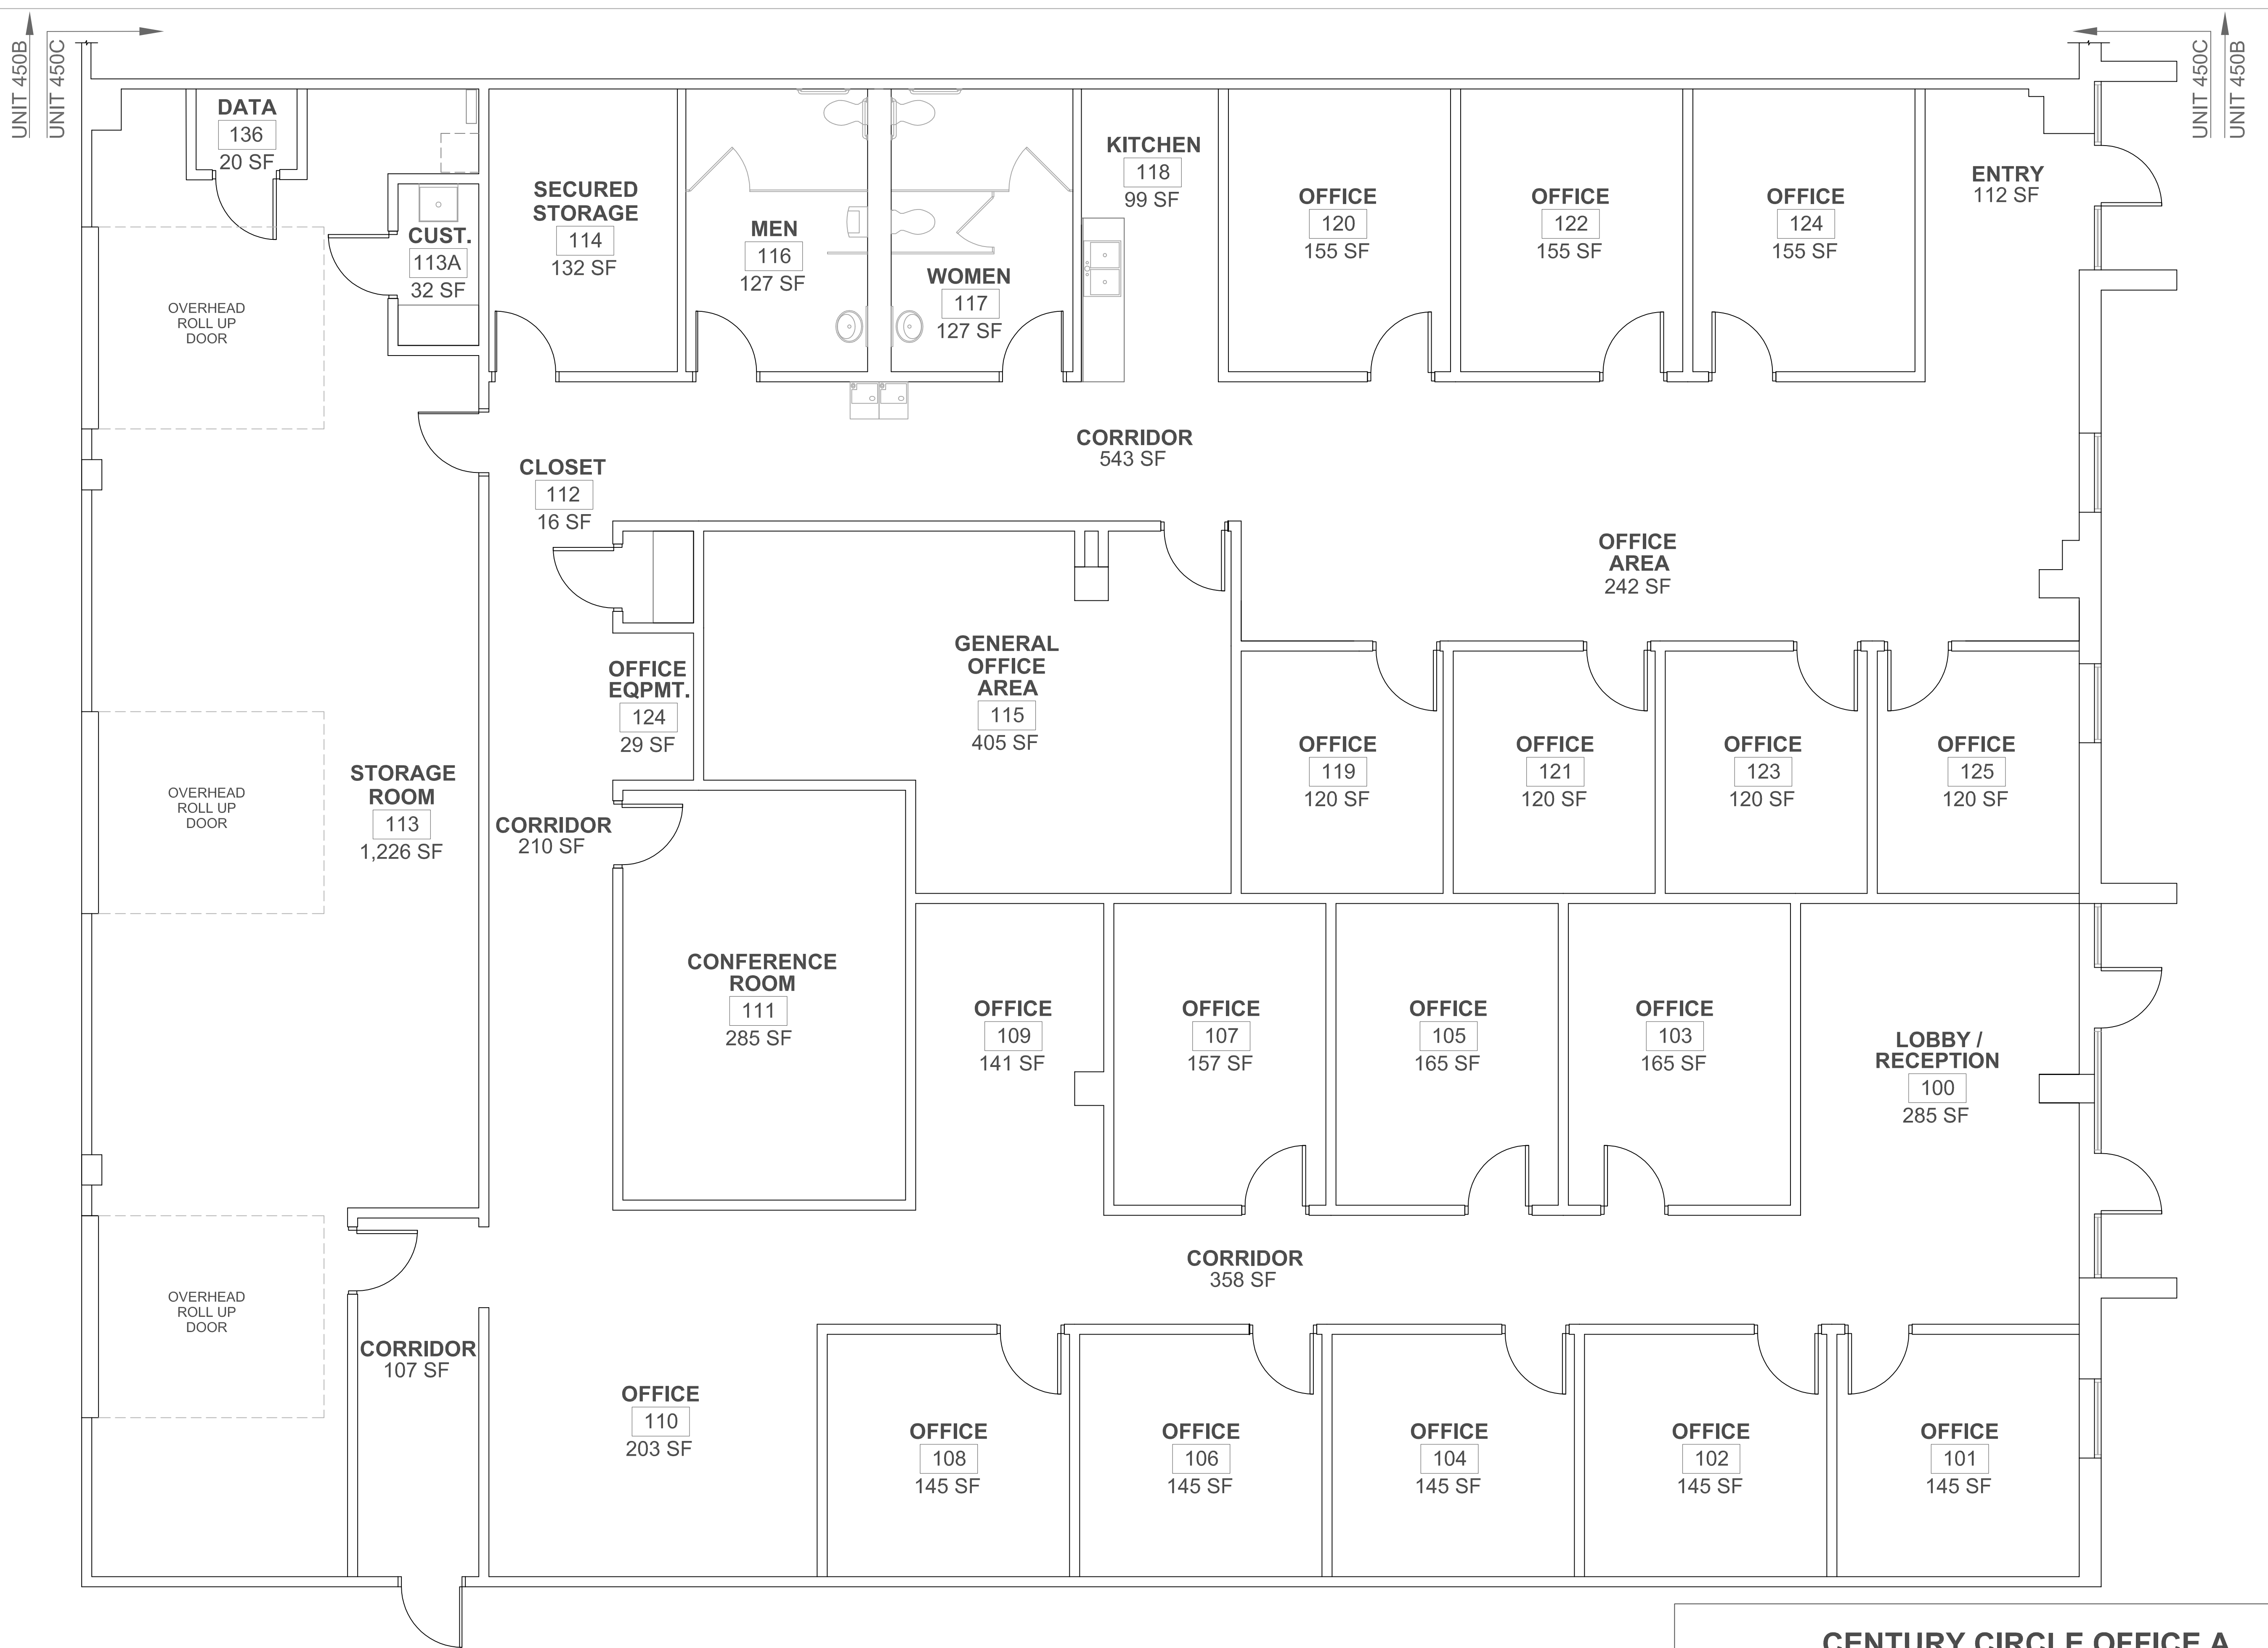 UNIT 450B
UNIT 450C
UNIT 450C
UNIT 450B
DATA
136
20 SF
CUST.
113A
32 SF
SECURED
STORAGE
114
132 SF
MEN
116
127 SF
WOMEN
117
127 SF
KITCHEN
118
99 SF
OFFICE
120
155 SF
OFFICE
122
155 SF
OFFICE
124
155 SF
ENTRY
112 SF
OVERHEAD
ROLL UP
DOOR
CORRIDOR
543 SF
CLOSET
112
16 SF
OFFICE
AREA
242 SF
OFFICE
EQPMT.
124
29 SF
GENERAL
OFFICE
AREA
115
405 SF
OFFICE
119
120 SF
OFFICE
121
120 SF
OFFICE
123
120 SF
OFFICE
125
120 SF
OVERHEAD
ROLL UP
DOOR
STORAGE
ROOM
113
1,226 SF
CORRIDOR
210 SF
CONFERENCE
ROOM
111
285 SF
OFFICE
109
141 SF
OFFICE
107
157 SF
OFFICE
105
165 SF
OFFICE
103
165 SF
LOBBY /
RECEPTION
100
285 SF
OVERHEAD
ROLL UP
DOOR
CORRIDOR
358 SF
CORRIDOR
107 SF
OFFICE
110
203 SF
OFFICE
108
145 SF
OFFICE
106
145 SF
OFFICE
104
145 SF
OFFICE
102
145 SF
OFFICE
101
145 SF
CENTURY CIRCLE OFFICE A